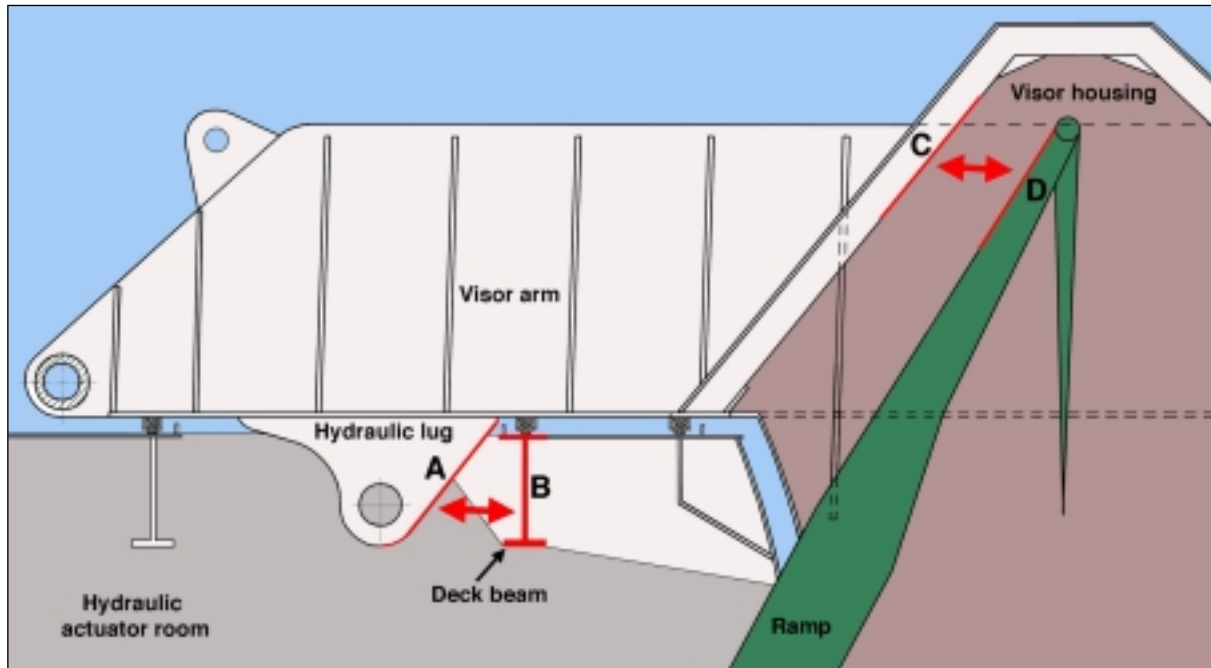 Visor housing
C
D
Visor arm
Hydraulic lug
A
B
Deck beam
Hydraulic
actuator room
Ramp